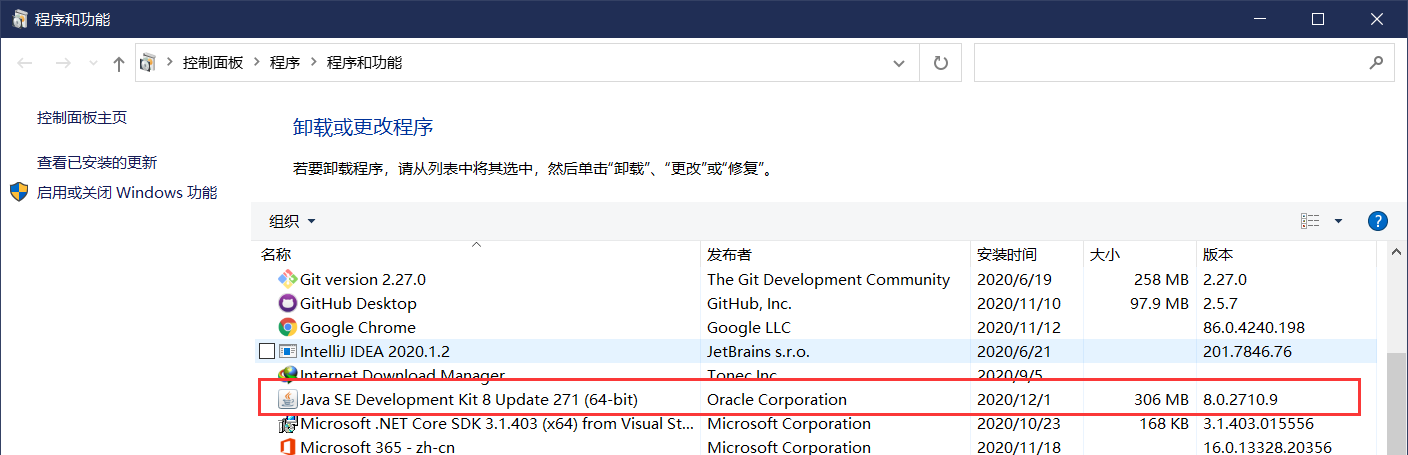 程序和功能
控制面板 程序 程序和功能
控制面板主页
查看已安装的更新
启用或关闭 Windows 功能
卸载或更改程序
若要卸载程序，请从列表中将其选中，然后单击“卸载”、“更改”或“修复”。
组织
名称 发布者 安装时间 大小 版本
Git version 2.27.0 The Git Development Community 2020/6/19 258 MB 2.27.0
GitHub Desktop GitHub, Inc. 2020/11/10 97.9 MB 2.5.7
Google Chrome Google LLC 2020/11/12 86.0.4240.198
IntelliJ IDEA 2020.1.2 JetBrains s.r.o. 2020/6/21 201.7846.76
Internet Download Manager Tonec Inc. 2020/9/5
Java SE Development Kit 8 Update 271 (64-bit) Oracle Corporation 2020/12/1 306 MB 8.0.2710.9
Microsoft .NET Core SDK 3.1.403 (x64) from Visual St... Microsoft Corporation 2020/10/23 168 KB 3.1.403.015556
Microsoft 365 - zh-cn Microsoft Corporation 2020/11/18 16.0.13328.20356